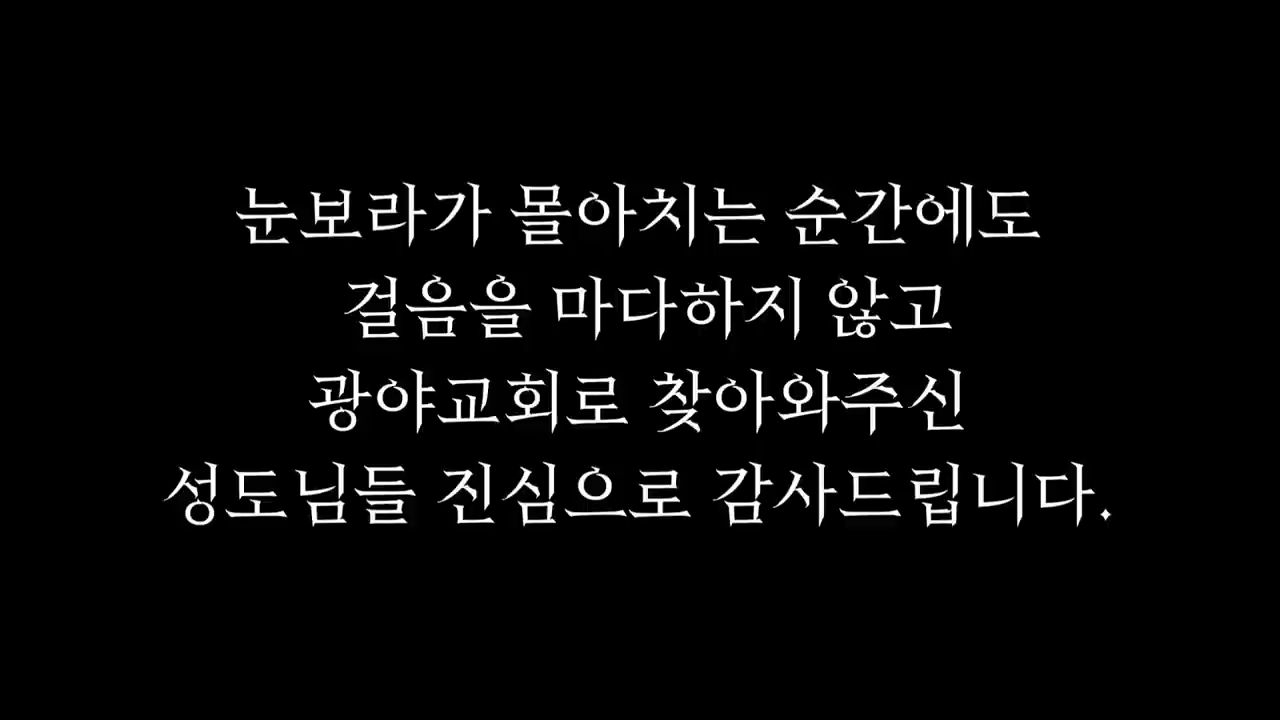 눈보라가 몰아치는 순간에도
걸음을 마다하지 않고
광야교회로 찾아와주신
성도님들 진심으로 감사드립니다.